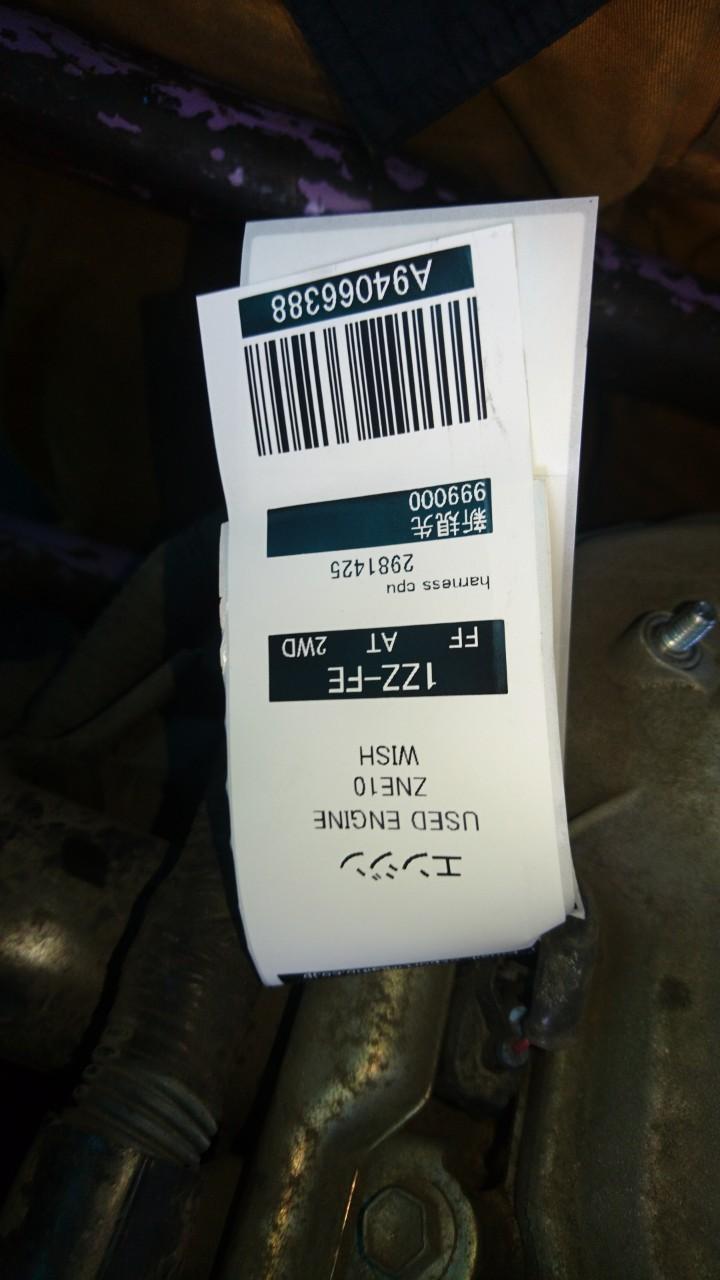 エンジン
USED ENGINE
ZNE10
WISH
1ZZ-FE
FF AT 2WD
harness cpu
2981425
新規先
999000
A94066388